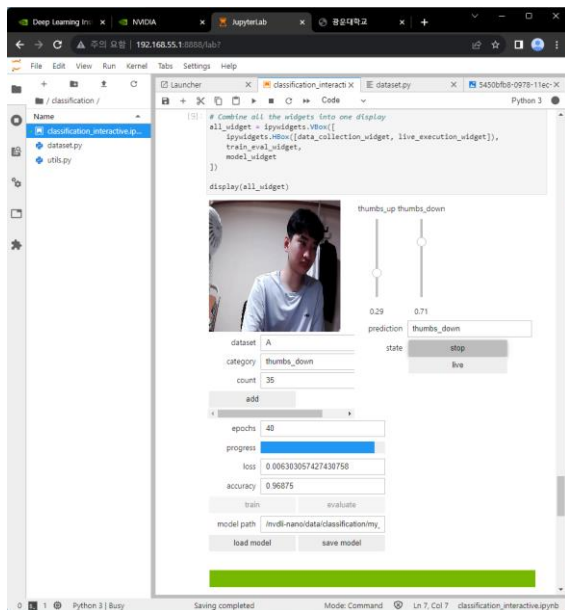 Deep Learning Ins
NVIDIA
JupyterLab
광운대학교
주의 요함 | 192.168.55.1:8888/lab?
File Edit View Run Kernel Tabs Settings Help
Launcher
classification_interacti
dataset.py
5450bfb8-0978-11ec-
Code
Python 3
/ classification /
Name
classification_interactive.ip...
dataset.py
utils.py
[9]: # Combine all the widgets into one display
all_widget = ipywidgets.VBox([
ipywidgets.HBox([data_collection_widget, live_execution_widget]),
train_eval_widget,
model_widget
])
display(all_widget)
thumbs_up thumbs_down
0.29 0.71
prediction thumbs_down
state stop
live
dataset A
category thumbs_down
count 35
add
epochs 40
progress
loss 0.006303057427430758
accuracy 0.96875
train evaluate
model path /nvdli-nano/data/classification/my_
load model save model
0 1 Python 3 | Busy Saving completed Mode: Command Ln 7, Col 7 classification_interactive.ipynb